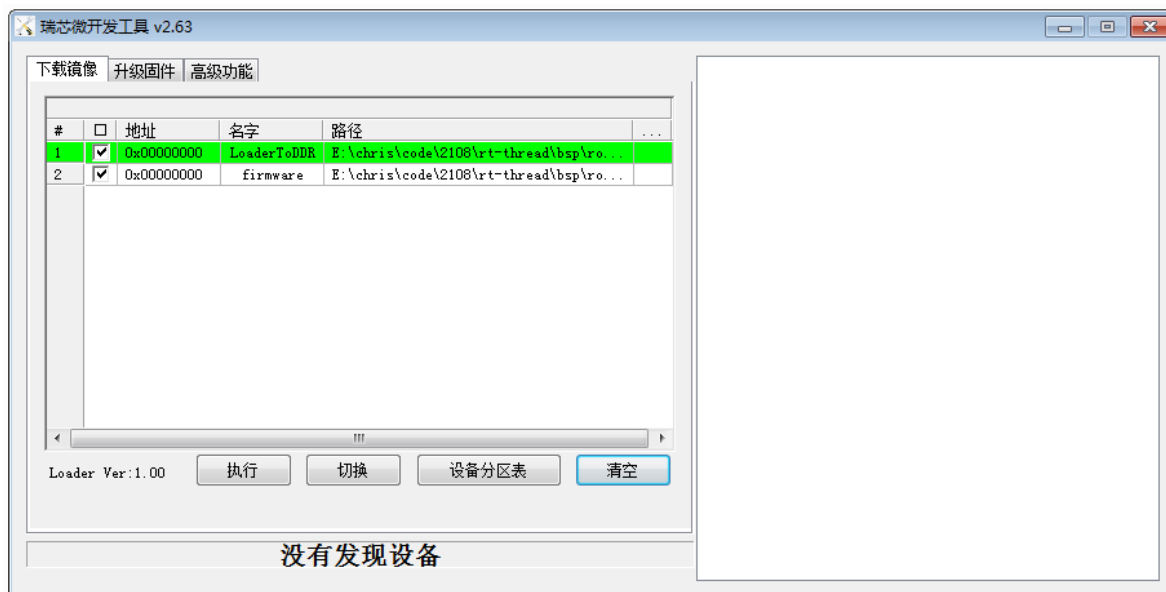 瑞芯微开发工具 v2.63
下载镜像 升级固件 高级功能
# 地址 名字 路径 ...
1 0x00000000 LoaderToDDR E:\chris\code\2108\rt-thread\bsp\ro...
2 0x00000000 firmware E:\chris\code\2108\rt-thread\bsp\ro...
Loader Ver:1.00 执行 切换 设备分区表 清空
没有发现设备